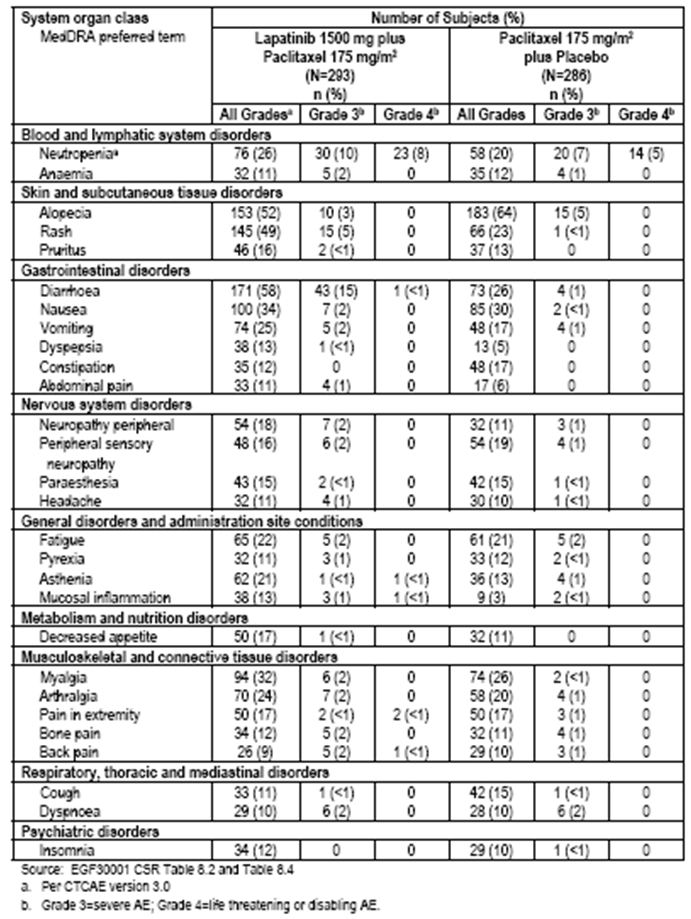 System organ class Number of Subjects (%)
MedDRA preferred term Lapatinib 1500 mg plus Paclitaxel 175 mg/m²
Paclitaxel 175 mg/m² plus Placebo
(N=293) (N=286)
n (%) n (%)
All Gradesᵃ Grade 3ᵇ Grade 4ᵇ All Grades Grade 3ᵇ Grade 4ᵇ
Blood and lymphatic system disorders
Neutropeniaᵃ 76 (26) 30 (10) 23 (8) 58 (20) 20 (7) 14 (5)
Anaemia 32 (11) 5 (2) 0 35 (12) 4 (1) 0
Skin and subcutaneous tissue disorders
Alopecia 153 (52) 10 (3) 0 183 (64) 15 (5) 0
Rash 145 (49) 15 (5) 0 66 (23) 1 (<1) 0
Pruritus 46 (16) 2 (<1) 0 37 (13) 0 0
Gastrointestinal disorders
Diarrhoea 171 (58) 43 (15) 1 (<1) 73 (26) 4 (1) 0
Nausea 100 (34) 7 (2) 0 85 (30) 2 (<1) 0
Vomiting 74 (25) 5 (2) 0 48 (17) 4 (1) 0
Dyspepsia 38 (13) 1 (<1) 0 13 (5) 0 0
Constipation 35 (12) 0 0 48 (17) 0 0
Abdominal pain 33 (11) 4 (1) 0 17 (6) 0 0
Nervous system disorders
Neuropathy peripheral 54 (18) 7 (2) 0 32 (11) 3 (1) 0
Peripheral sensory 48 (16) 6 (2) 0 54 (19) 4 (1) 0
neuropathy
Paraesthesia 43 (15) 2 (<1) 0 42 (15) 1 (<1) 0
Headache 32 (11) 4 (1) 0 30 (10) 1 (<1) 0
General disorders and administration site conditions
Fatigue 65 (22) 5 (2) 0 61 (21) 5 (2) 0
Pyrexia 32 (11) 3 (1) 0 33 (12) 2 (<1) 0
Asthenia 62 (21) 1 (<1) 1 (<1) 36 (13) 4 (1) 0
Mucosal inflammation 38 (13) 3 (1) 1 (<1) 9 (3) 2 (<1) 0
Metabolism and nutrition disorders
Decreased appetite 50 (17) 1 (<1) 0 32 (11) 0 0
Musculoskeletal and connective tissue disorders
Myalgia 94 (32) 6 (2) 0 74 (26) 2 (<1) 0
Arthralgia 70 (24) 7 (2) 0 58 (20) 4 (1) 0
Pain in extremity 50 (17) 2 (<1) 2 (<1) 50 (17) 3 (1) 0
Bone pain 34 (12) 5 (2) 0 32 (11) 4 (1) 0
Back pain 26 (9) 5 (2) 1 (<1) 29 (10) 3 (1) 0
Respiratory, thoracic and mediastinal disorders
Cough 33 (11) 1 (<1) 0 42 (15) 1 (<1) 0
Dyspnoea 29 (10) 6 (2) 0 28 (10) 6 (2) 0
Psychiatric disorders
Insomnia 34 (12) 0 0 29 (10) 1 (<1) 0
Source: EGF30001 CSR Table 8.2 and Table 8.4
a. Per CTCAE version 3.0
b. Grade 3=severe AE; Grade 4=life threatening or disabling AE.